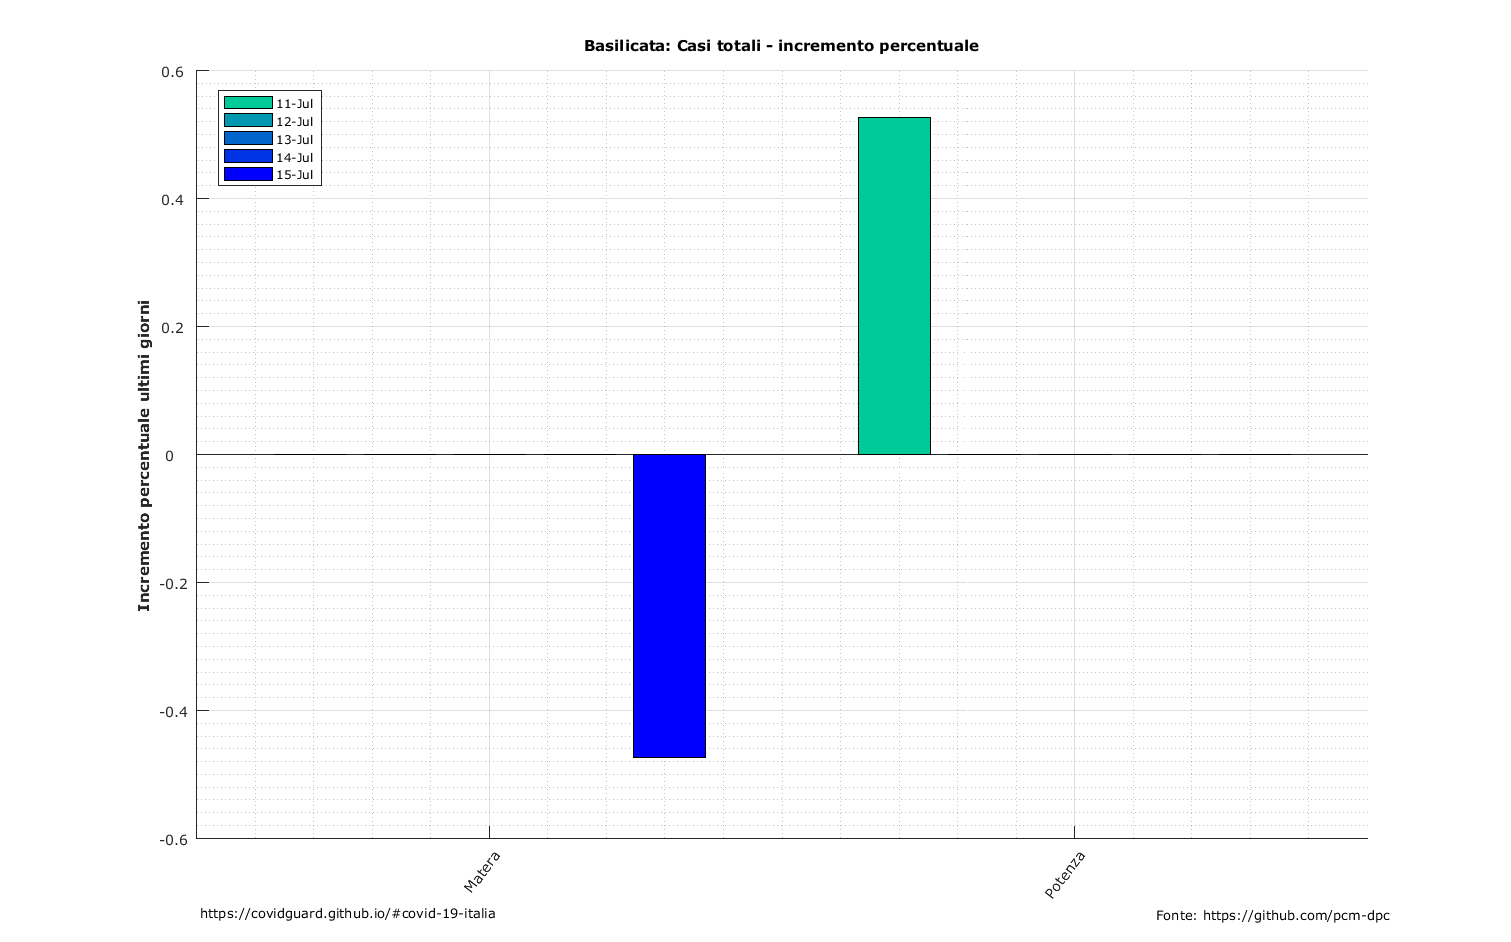 Basilicata: Casi totali - incremento percentuale
0.6
0.4
0.2
0
-0.2
-0.4
-0.6
Incremento percentuale ultimi giorni
11-Jul
12-Jul
13-Jul
14-Jul
15-Jul
Matera
Potenza
https://covidguard.github.io/#covid-19-italia
Fonte: https://github.com/pcm-dpc